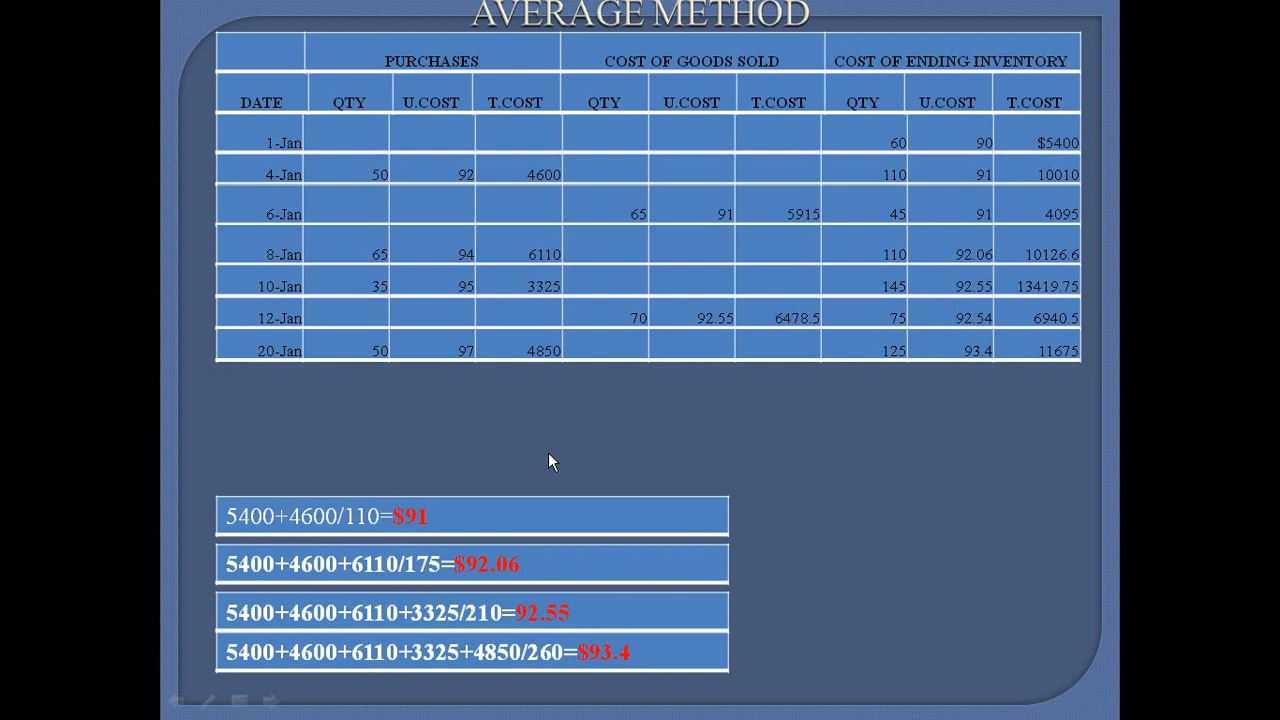 AVERAGE METHOD
PURCHASES COST OF GOODS SOLD COST OF ENDING INVENTORY
DATE QTY U.COST T.COST QTY U.COST T.COST QTY U.COST T.COST
1-Jan 60 90 $5400
4-Jan 50 92 4600 110 91 10010
6-Jan 65 91 5915 45 91 4095
8-Jan 65 94 6110 110 92.06 10126.6
10-Jan 35 95 3325 145 92.55 13419.75
12-Jan 70 92.55 6478.5 75 92.54 6940.5
20-Jan 50 97 4850 125 93.4 11675
5400+4600/110=$91
5400+4600+6110/175=$92.06
5400+4600+6110+3325/210=92.55
5400+4600+6110+3325+4850/260=$93.4